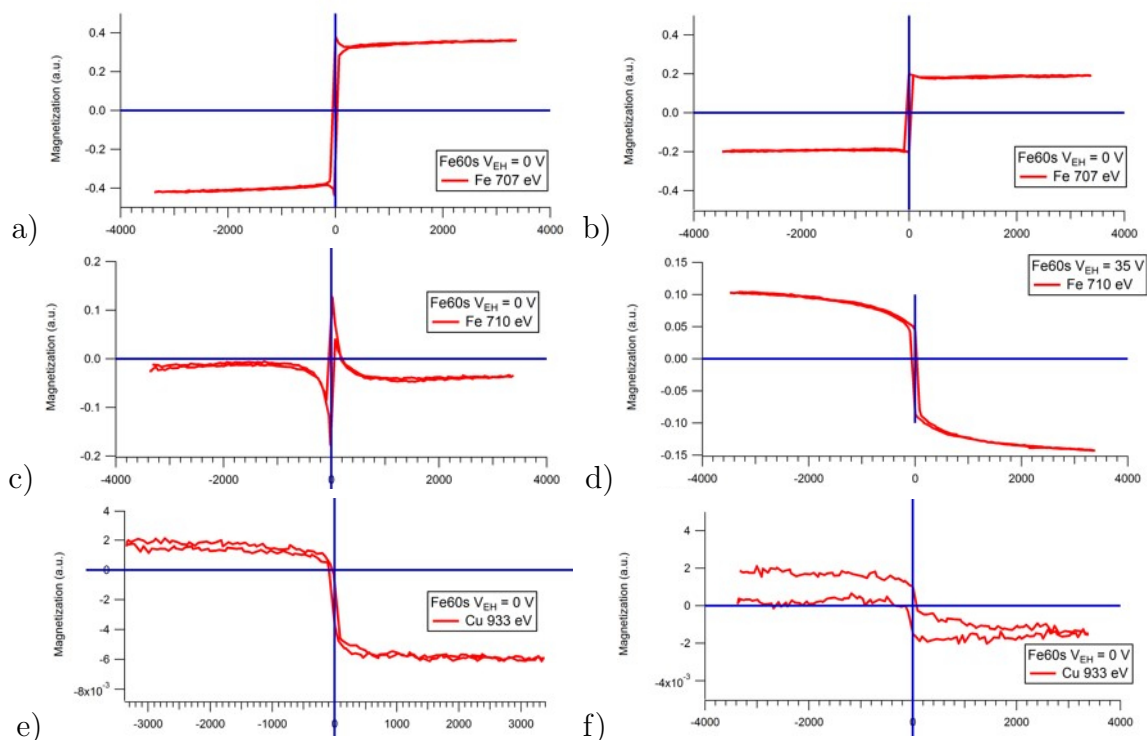 a)
Magnetization (a.u.)
0.4
0.2
0.0
-0.2
-0.4
-4000 -2000 0 2000 4000
Fe60s V_EH = 0 V
Fe 707 eV
b)
Magnetization (a.u.)
0.4
0.2
0.0
-0.2
-0.4
-4000 -2000 0 2000 4000
Fe60s V_EH = 0 V
Fe 707 eV
c)
Magnetization (a.u.)
0.2
0.1
0.0
-0.1
-0.2
-4000 -2000 0 2000 4000
Fe60s V_EH = 0 V
Fe 710 eV
d)
Magnetization (a.u.)
0.15
0.10
0.05
0.00
-0.05
-0.10
-0.15
-4000 -2000 0 2000 4000
Fe60s V_EH = 35 V
Fe 710 eV
e)
Magnetization (a.u.)
4
2
0
-2
-4
-6
-8x10⁻³
-3000 -2000 -1000 0 1000 2000 3000
Fe60s V_EH = 0 V
Cu 933 eV
f)
Magnetization (a.u.)
4
2
0
-2
-4x10⁻³
-4000 -2000 0 2000 4000
Fe60s V_EH = 0 V
Cu 933 eV